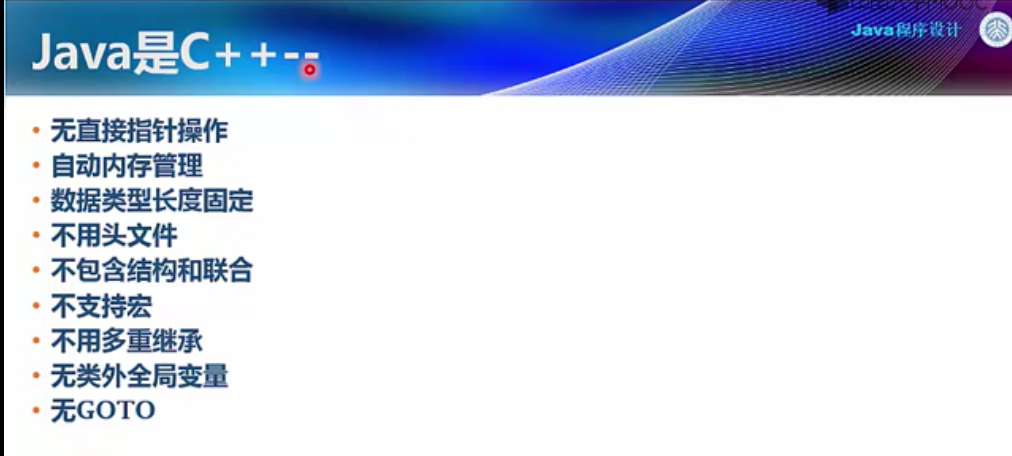 Java程序设计
Java是C++--
无直接指针操作
自动内存管理
数据类型长度固定
不用头文件
不包含结构和联合
不支持宏
不用多重继承
无类外全局变量
无GOTO